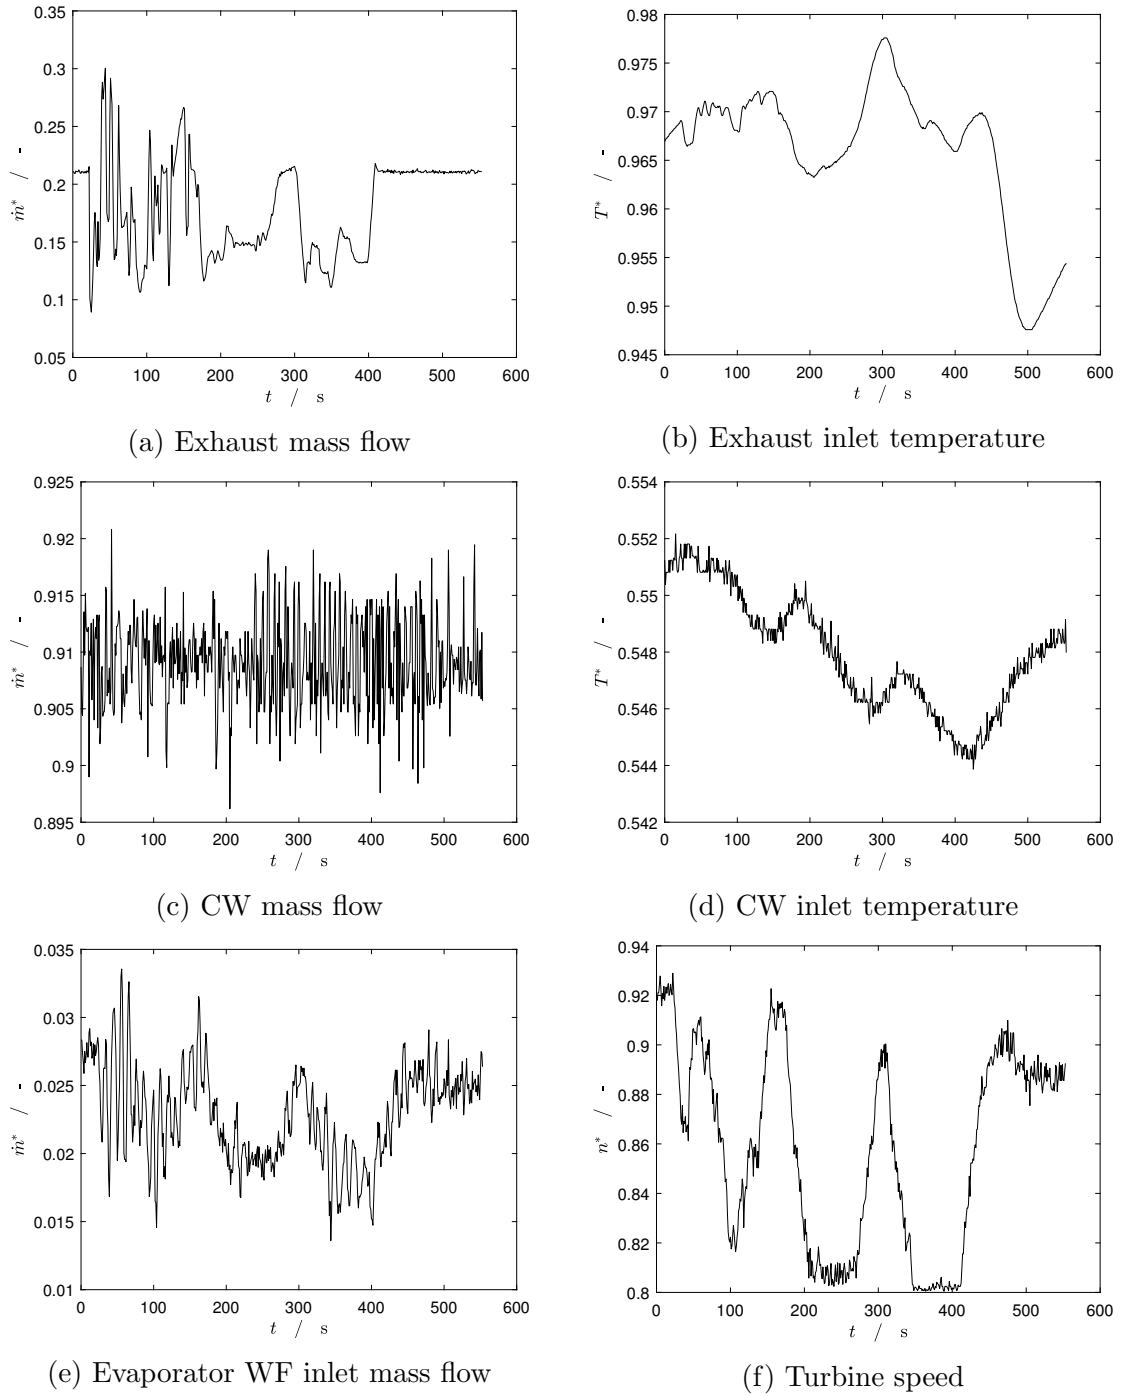 0.35
0.3
0.25
0.2
0.15
0.1
0.05
ṁ* / -
0 100 200 300 400 500 600
t / s
(a) Exhaust mass flow
0.98
0.975
0.97
0.965
0.96
0.955
0.95
0.945
T* / -
0 100 200 300 400 500 600
t / s
(b) Exhaust inlet temperature
0.925
0.92
0.915
0.91
0.905
0.9
0.895
ṁ* / -
0 100 200 300 400 500 600
t / s
(c) CW mass flow
0.554
0.552
0.55
0.548
0.546
0.544
0.542
T* / -
0 100 200 300 400 500 600
t / s
(d) CW inlet temperature
0.035
0.03
0.025
0.02
0.015
0.01
ṁ* / -
0 100 200 300 400 500 600
t / s
(e) Evaporator WF inlet mass flow
0.94
0.92
0.9
0.88
0.86
0.84
0.82
0.8
n* / -
0 100 200 300 400 500 600
t / s
(f) Turbine speed